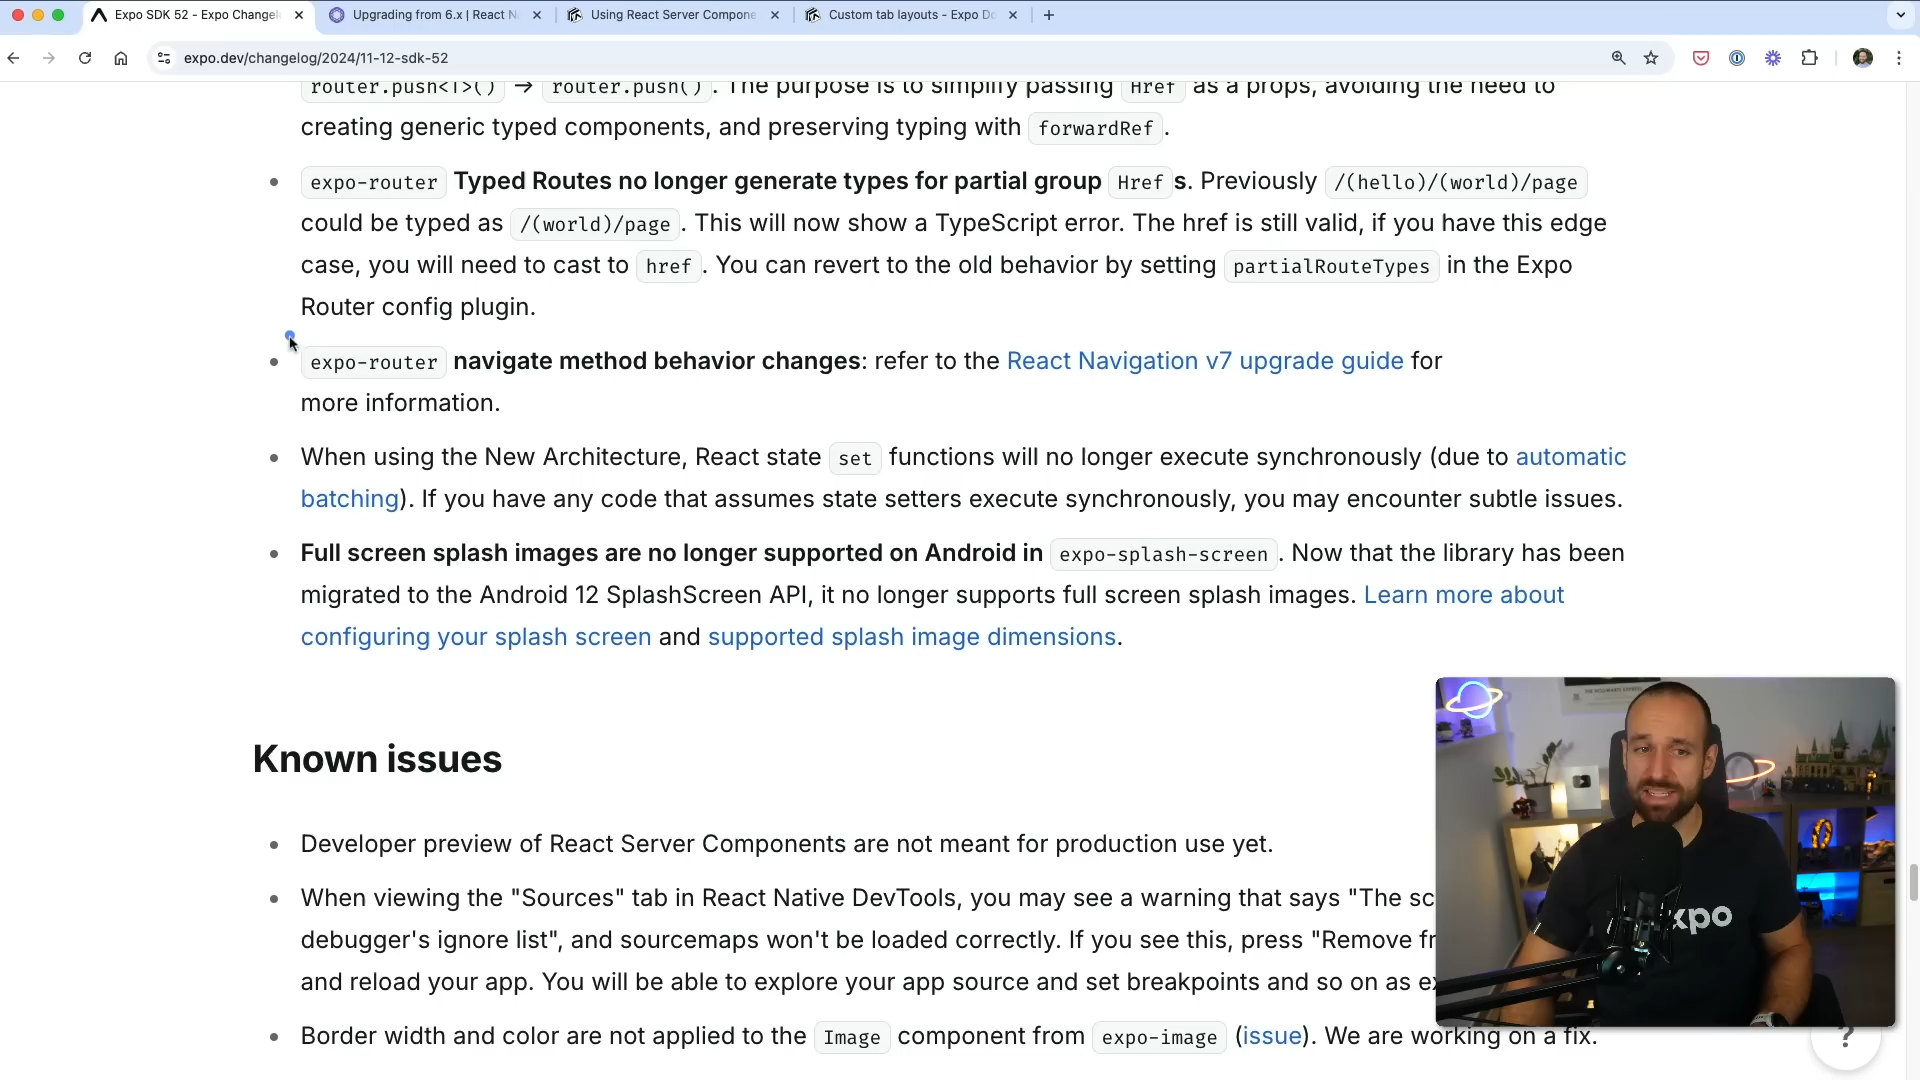 Expo SDK 52 - Expo Change
Upgrading from 6.x | React N
Using React Server Compone
Custom tab layouts - Expo Do
expo.dev/changelog/2024/11-12-sdk-52
router.push<T>() → router.push(). The purpose is to simplify passing Href as a props, avoiding the need to
creating generic typed components, and preserving typing with forwardRef.
expo-router Typed Routes no longer generate types for partial group Href s. Previously /(hello)/(world)/page
could be typed as /(world)/page. This will now show a TypeScript error. The href is still valid, if you have this edge
case, you will need to cast to href. You can revert to the old behavior by setting partialRouteTypes in the Expo
Router config plugin.
expo-router navigate method behavior changes: refer to the React Navigation v7 upgrade guide for
more information.
When using the New Architecture, React state set functions will no longer execute synchronously (due to automatic
batching). If you have any code that assumes state setters execute synchronously, you may encounter subtle issues.
Full screen splash images are no longer supported on Android in expo-splash-screen. Now that the library has been
migrated to the Android 12 SplashScreen API, it no longer supports full screen splash images. Learn more about
configuring your splash screen and supported splash image dimensions.
Known issues
Developer preview of React Server Components are not meant for production use yet.
When viewing the "Sources" tab in React Native DevTools, you may see a warning that says "The sc
debugger's ignore list", and sourcemaps won't be loaded correctly. If you see this, press "Remove fr
and reload your app. You will be able to explore your app source and set breakpoints and so on as ex
Border width and color are not applied to the Image component from expo-image (issue). We are working on a fix.
xpo
?